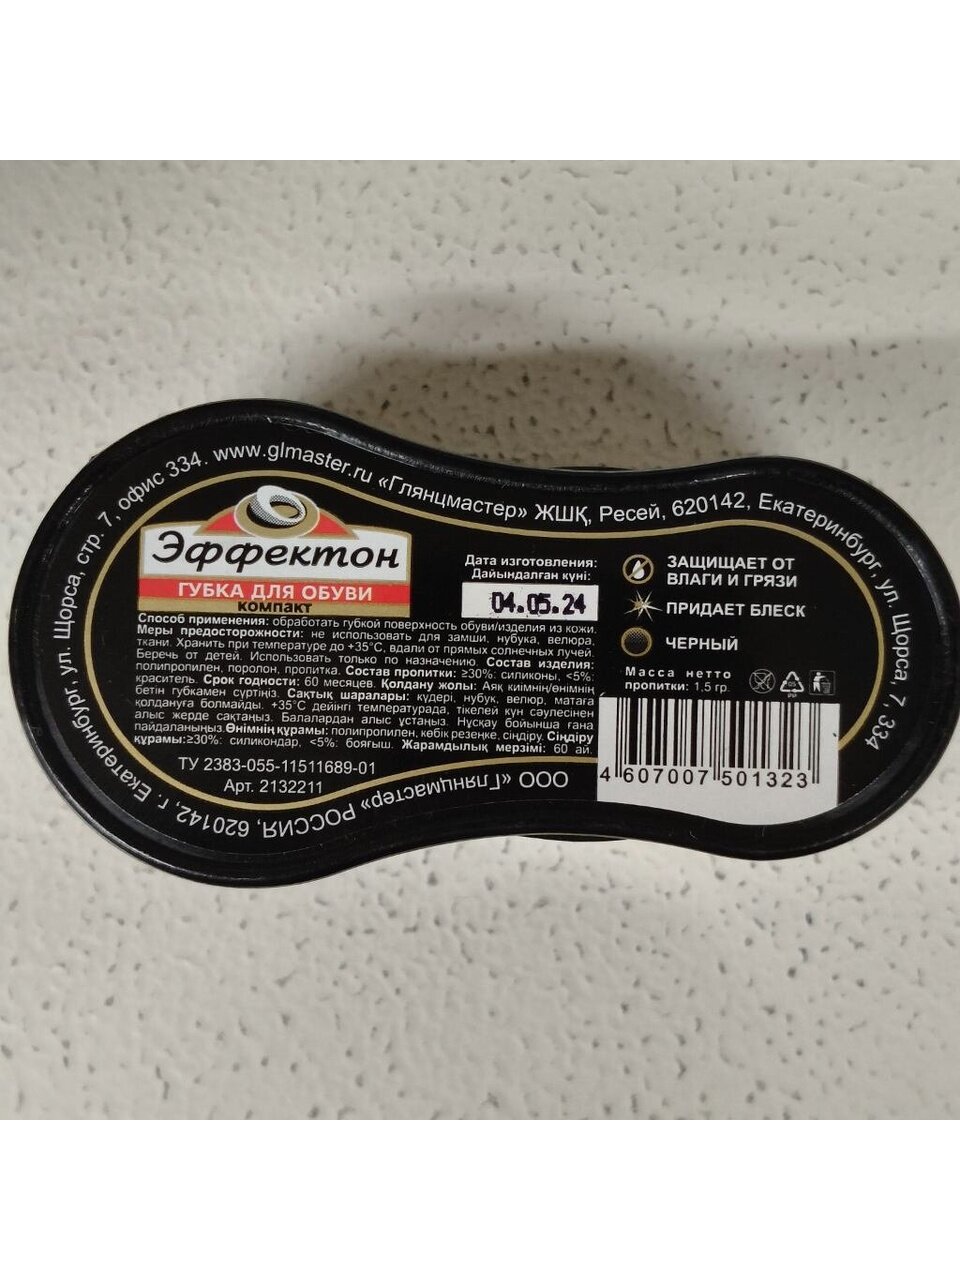 ООО «Глянцмастер» РОССИЯ, 620142, г. Екатеринбург, ул. Щорса, стр. 7, офис 334. www.glmaster.ru «Глянцмастер» ЖШҚ, Ресей, 620142, Екатеринбург, ул. Щорса, 7, 334
Эффектон
ГУБКА ДЛЯ ОБУВИ
КОМПАКТ
Дата изготовления:
Дайындалған күні:
04.05.24
Способ применения: обработать губкой поверхность обуви/изделия из кожи.
Меры предосторожности: не использовать для замши, нубука, велюра,
ткани. Хранить при температуре до +35°С, вдали от прямых солнечных лучей.
Беречь от детей. Использовать только по назначению. Состав изделия:
полипропилен, поролон, пропитка. Состав пропитки: ≥30%: силиконы, <5%:
краситель. Срок годности: 60 месяцев. Қолдану жолы: Аяқ киімнің/өнімнің
бетін губкамен сүртіңіз. Сақтық шаралары: күдері, нубук, велюр, матаға
қолдануға болмайды. +35°С дейінгі температурада, тікелей күн сәулесінен
алыс жерде сақтаңыз. Балалардан алыс ұстаңыз. Нұсқау бойынша ғана
пайдаланыңыз. Өнімнің құрамы: полипропилен, көбік резеңке, сіңдіру. Сіңдіру
құрамы: ≥30%: силикондар, <5%: бояғыш. Жарамдылық мерзімі: 60 ай.
ТУ 2383-055-11511689-01
Арт. 2132211
ЗАЩИЩАЕТ ОТ
ВЛАГИ И ГРЯЗИ
ПРИДАЕТ БЛЕСК
ЧЕРНЫЙ
Масса нетто
пропитки: 1,5 гр.
4 607007 501323